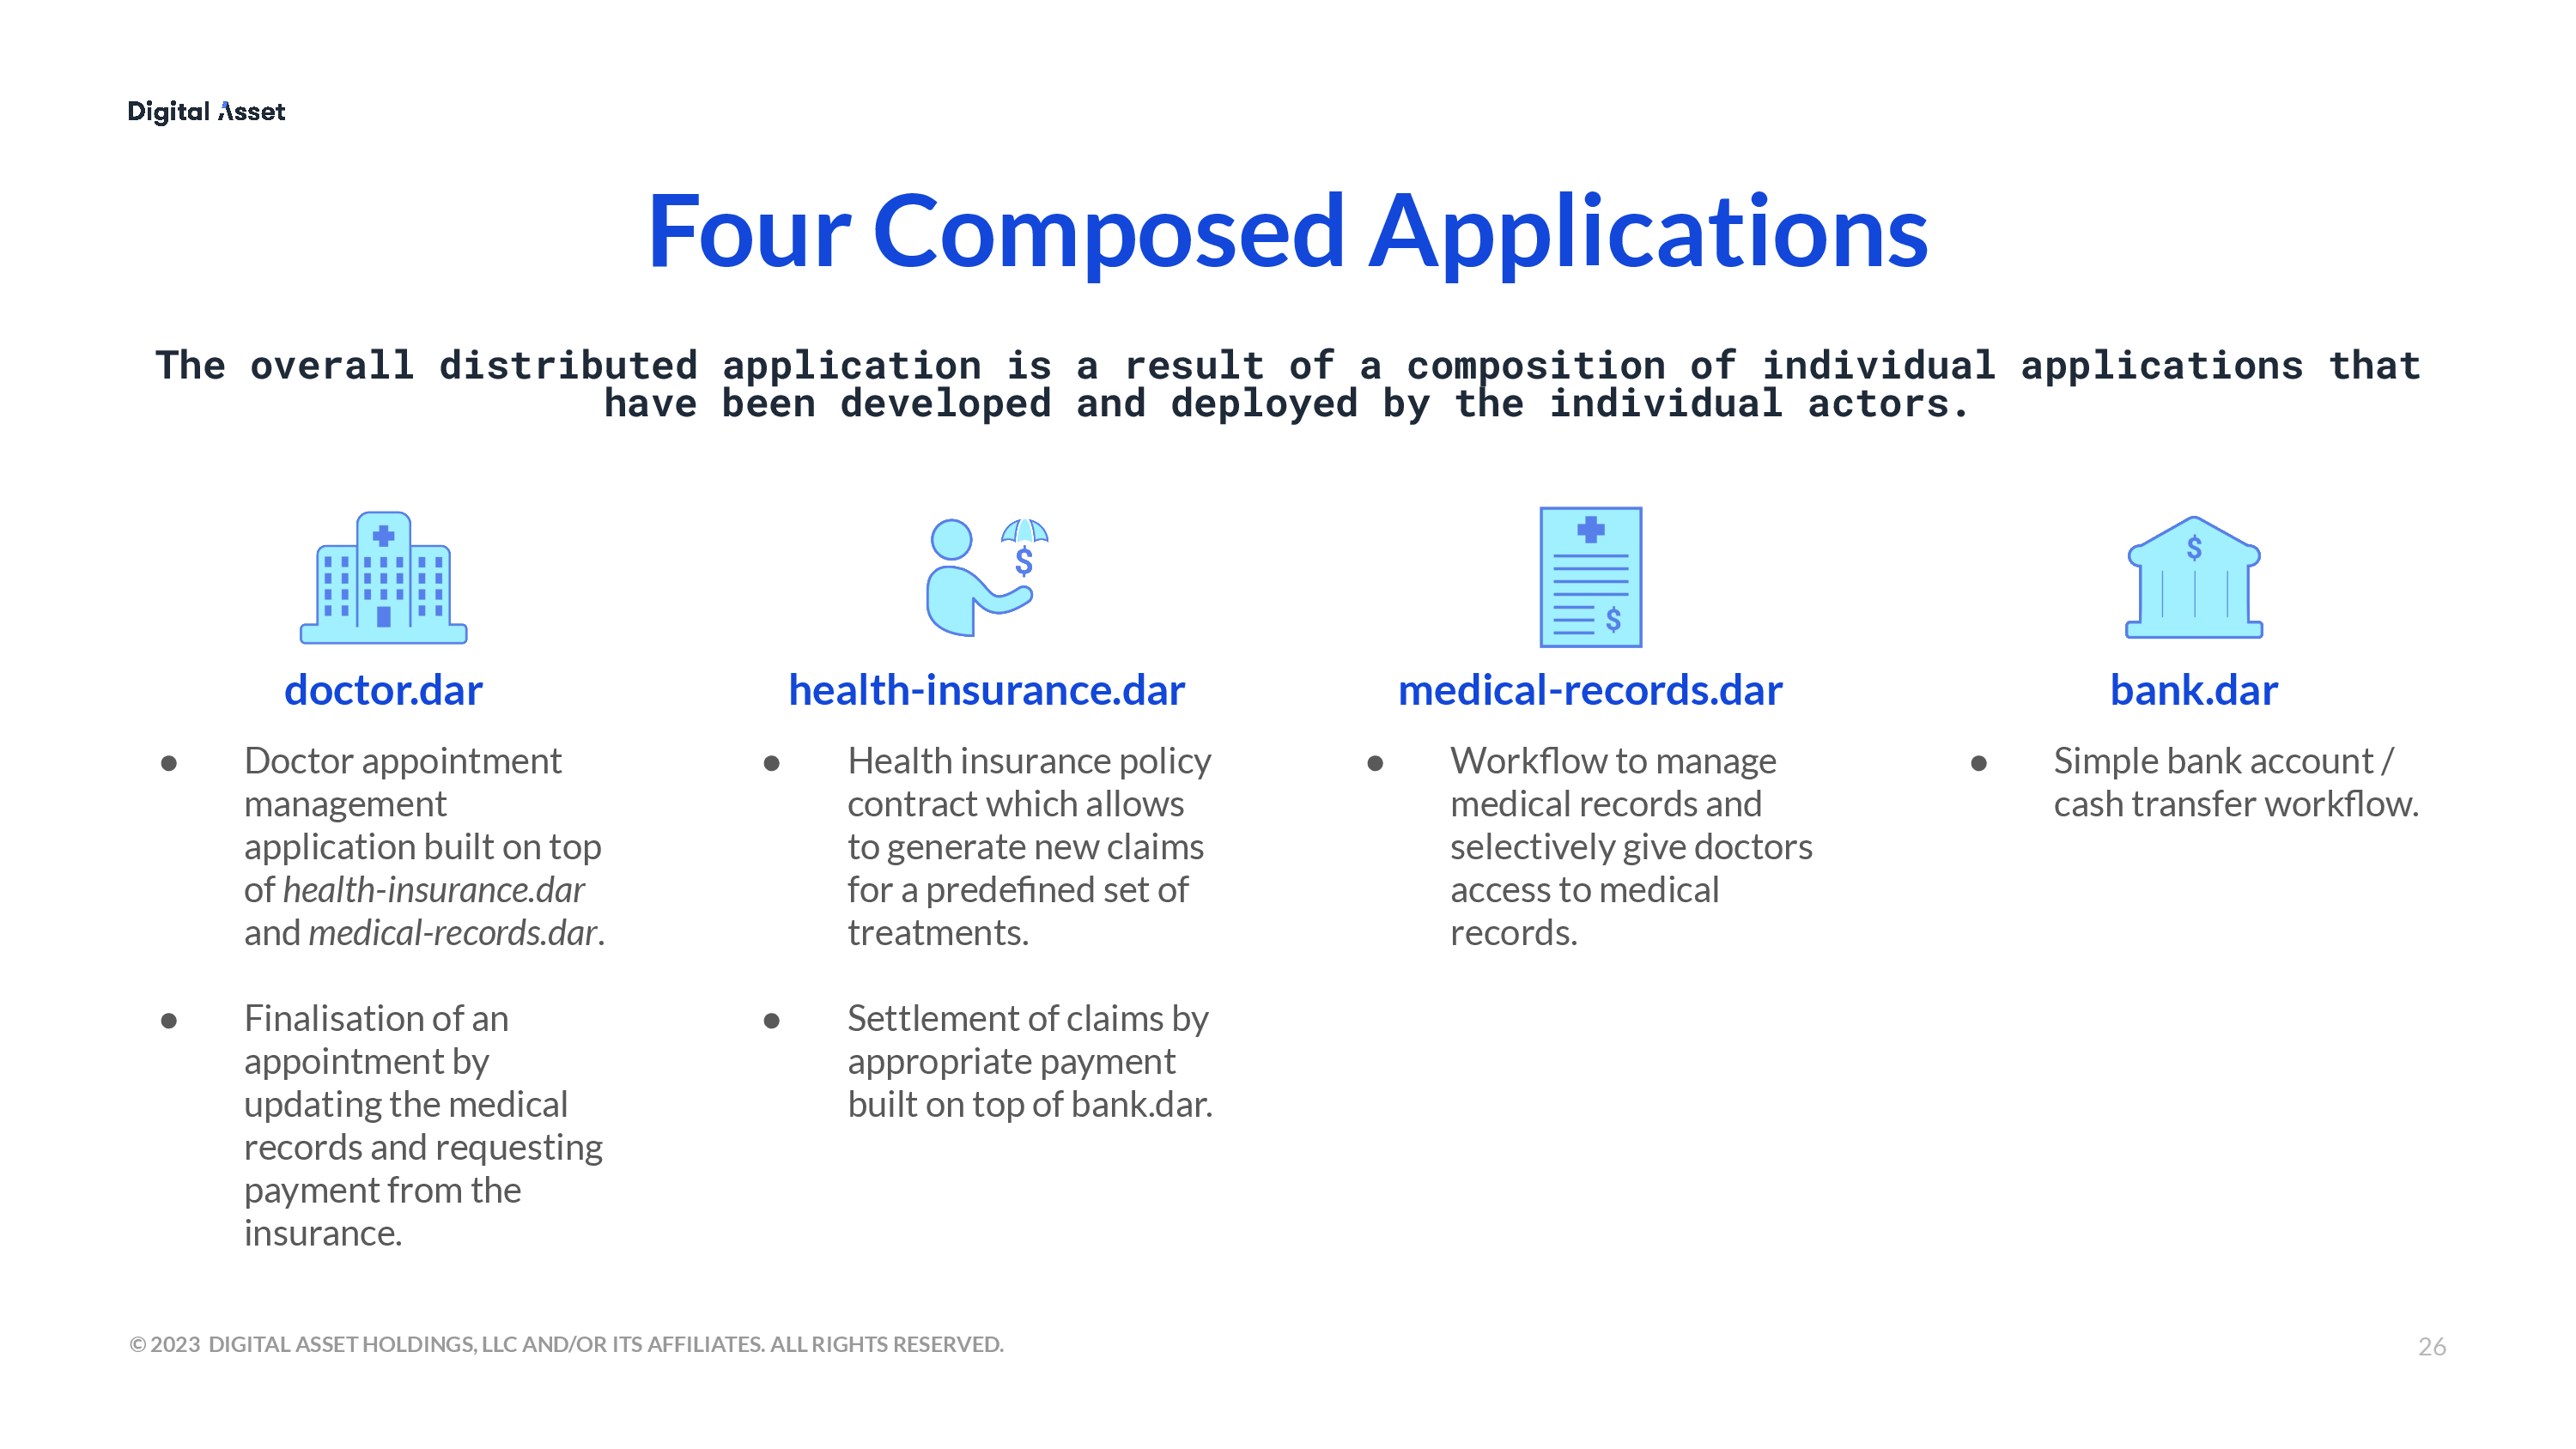 Digital Asset
Four Composed Applications
The overall distributed application is a result of a composition of individual applications that
have been developed and deployed by the individual actors.
$
$
$
doctor.dar
● Doctor appointment
management
application built on top
of health-insurance.dar
and medical-records.dar.
● Finalisation of an
appointment by
updating the medical
records and requesting
payment from the
insurance.
health-insurance.dar
● Health insurance policy
contract which allows
to generate new claims
for a predefined set of
treatments.
● Settlement of claims by
appropriate payment
built on top of bank.dar.
medical-records.dar
● Workflow to manage
medical records and
selectively give doctors
access to medical
records.
bank.dar
● Simple bank account /
cash transfer workflow.
© 2023 DIGITAL ASSET HOLDINGS, LLC AND/OR ITS AFFILIATES. ALL RIGHTS RESERVED.
26